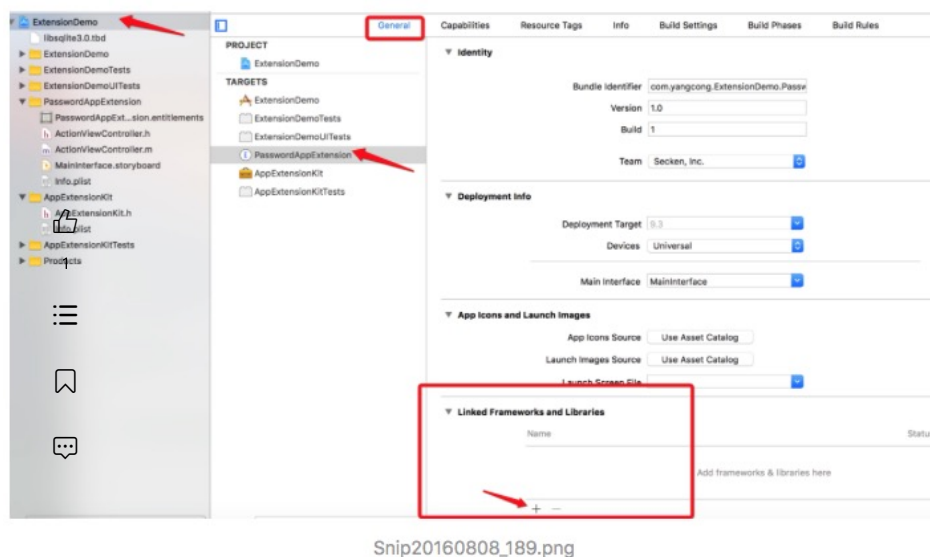 ExtensionDemo
libsqlite3.0.tbd
ExtensionDemo
ExtensionDemoTests
ExtensionDemoUITests
PasswordAppExtension
PasswordAppExt...sion.entitlements
ActionViewController.h
ActionViewController.m
MainInterface.storyboard
Info.plist
AppExtensionKit
AppExtensionKit.h
Info.plist
AppExtensionKitTests
Products
1
General
Capabilities
Resource Tags
Info
Build Settings
Build Phases
Build Rules
PROJECT
ExtensionDemo
TARGETS
ExtensionDemo
ExtensionDemoTests
ExtensionDemoUITests
PasswordAppExtension
AppExtensionKit
AppExtensionKitTests
Identity
Bundle Identifier com.yangcong.ExtensionDemo.Passw
Version 1.0
Build 1
Team Secken, Inc.
Deployment Info
Deployment Target 9.3
Devices Universal
Main Interface MainInterface
App Icons and Launch Images
App Icons Source Use Asset Catalog
Launch Images Source Use Asset Catalog
Launch Screen File
Linked Frameworks and Libraries
Name Statu
Add frameworks & libraries here
+ −
Snip20160808_189.png